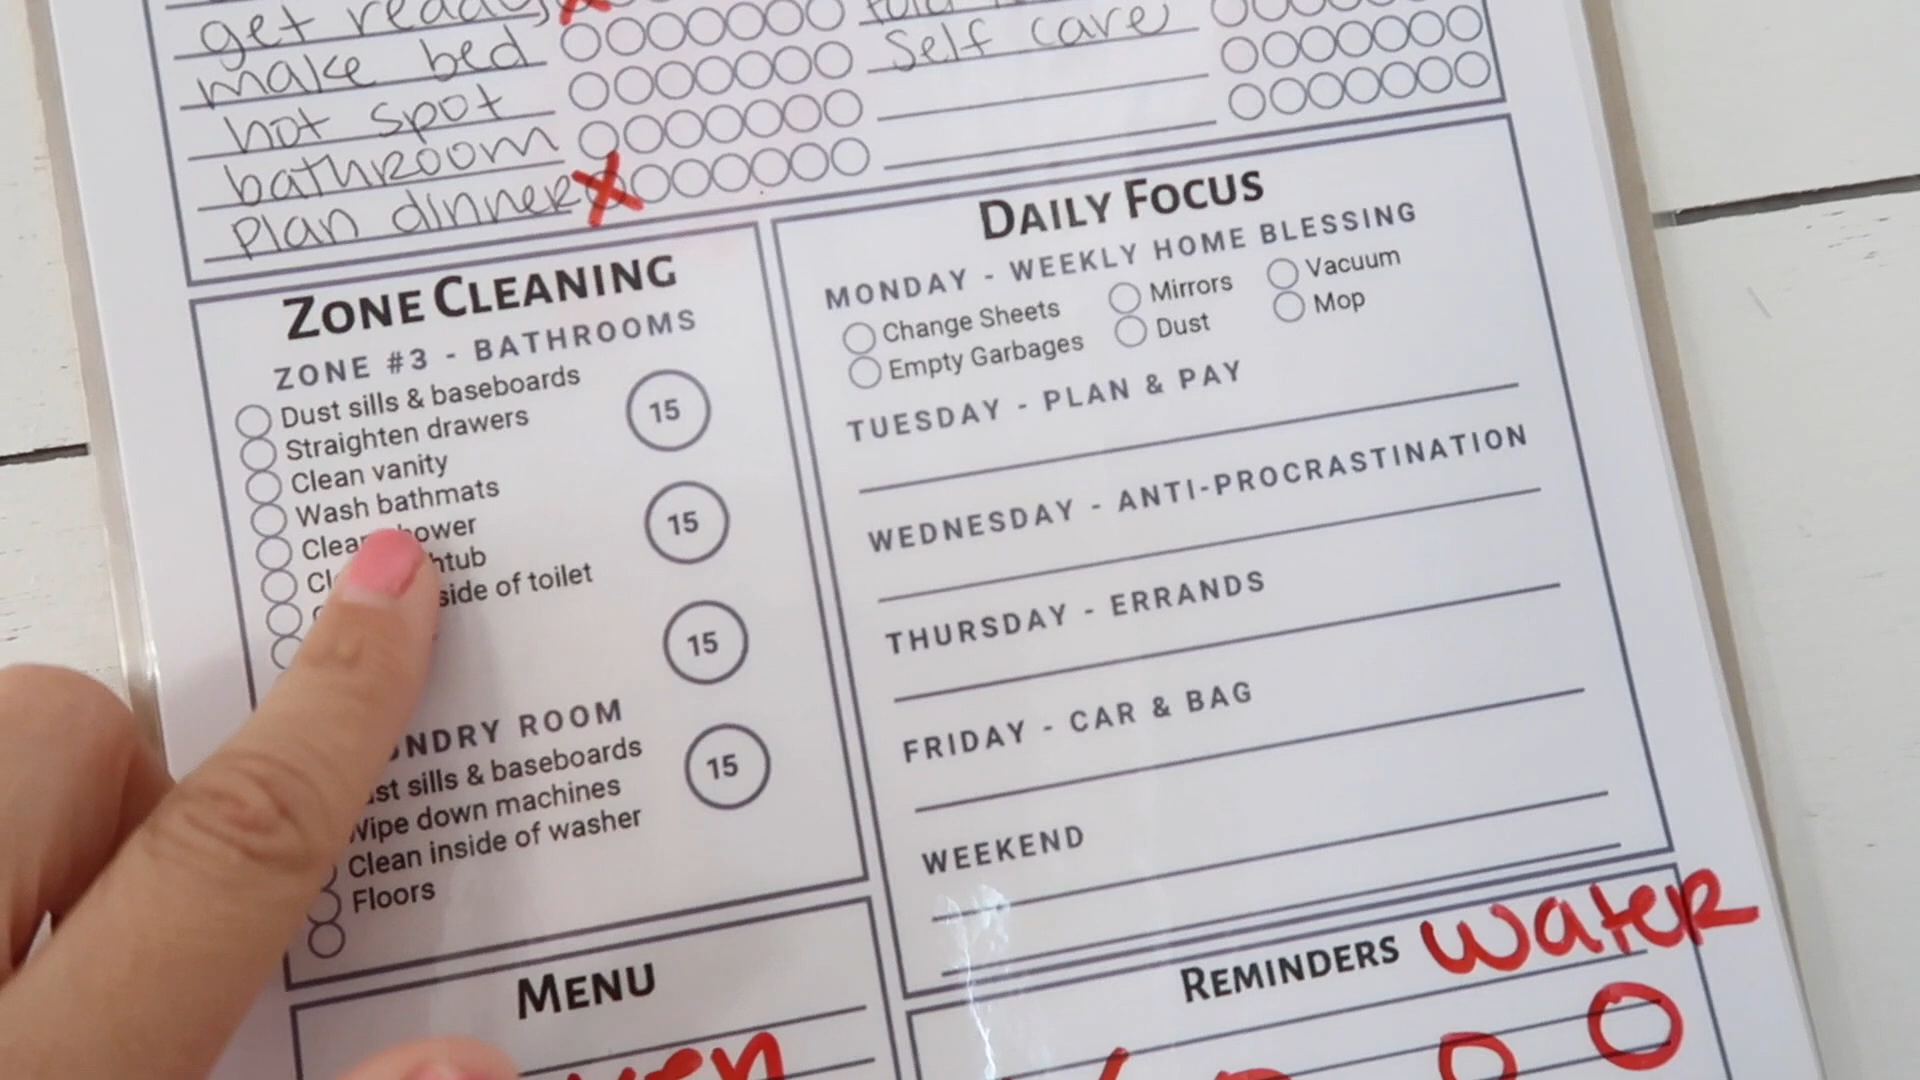 get ready
make bed
hot spot
bathroom
Plan dinner
Self care
ZONE CLEANING
ZONE #3 - BATHROOMS
Dust sills & baseboards
Straighten drawers
Clean vanity
Wash bathmats
15
15
side of toilet
15
ROOM
sills & baseboards
Wipe down machines
Clean inside of washer
Floors
15
DAILY FOCUS
MONDAY - WEEKLY HOME BLESSING
Change Sheets Mirrors Vacuum
Empty Garbages Dust Mop
TUESDAY - PLAN & PAY
WEDNESDAY - ANTI-PROCRASTINATION
THURSDAY - ERRANDS
FRIDAY - CAR & BAG
WEEKEND
MENU
REMINDERS water